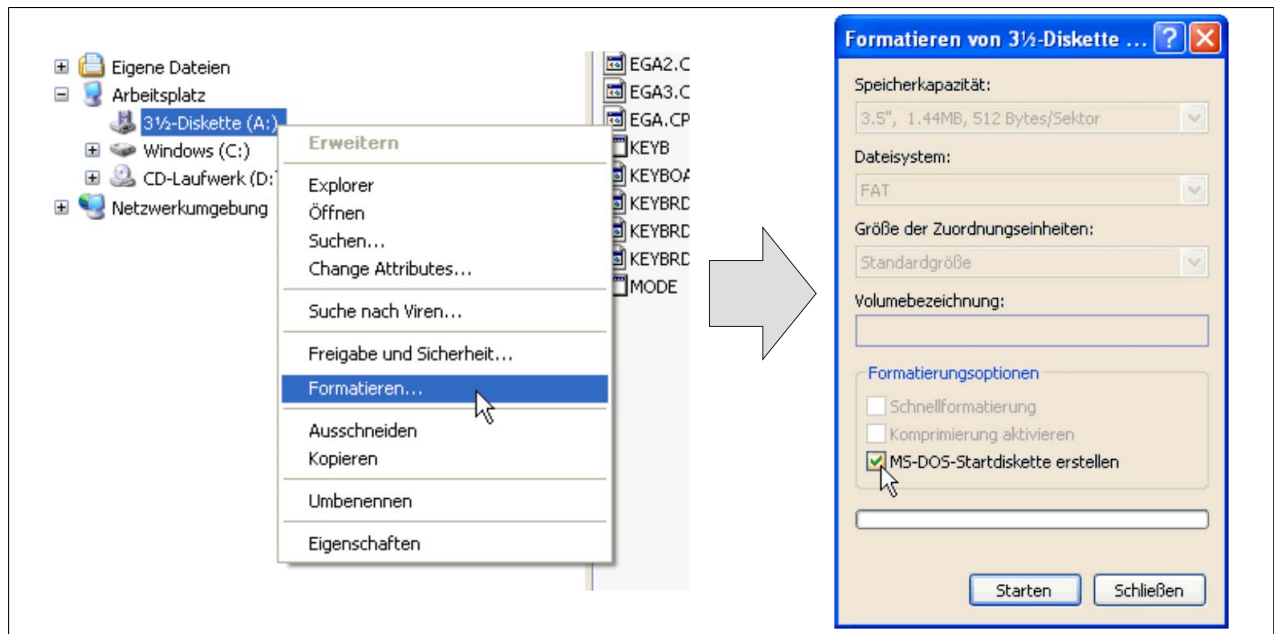 Eigene Dateien
Arbeitsplatz
3½-Diskette (A:)
Windows (C:)
CD-Laufwerk (D:
Netzwerkumgebung
Erweitern
Explorer
Öffnen
Suchen...
Change Attributes...
Suche nach Viren...
Freigabe und Sicherheit...
Formatieren...
Ausschneiden
Kopieren
Umbenennen
Eigenschaften
EGA2.C
EGA3.C
EGA.CP
KEYB
KEYBOA
KEYBRD
KEYBRD
KEYBRD
MODE
Formatieren von 3½-Diskette ...
Speicherkapazität:
3.5", 1.44MB, 512 Bytes/Sektor
Dateisystem:
FAT
Größe der Zuordnungseinheiten:
Standardgröße
Volumebezeichnung:
Formatierungsoptionen
Schnellformatierung
Komprimierung aktivieren
MS-DOS-Startdiskette erstellen
Starten Schließen